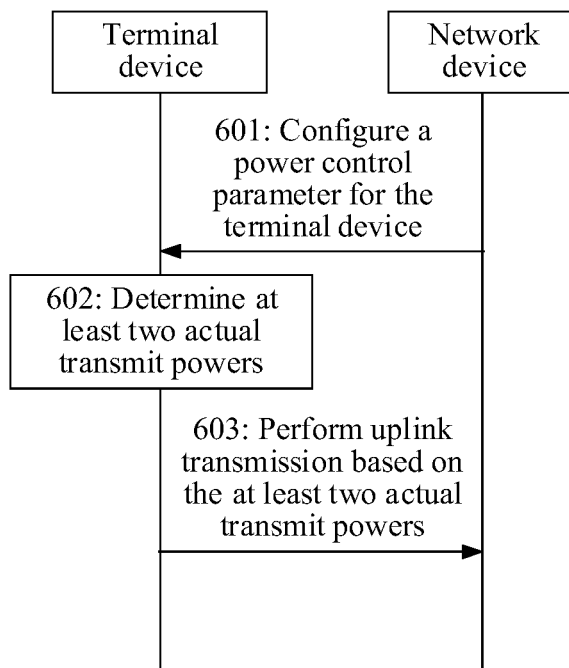 Terminal
device
Network
device
601: Configure a
power control
parameter for the
terminal device
602: Determine at
least two actual
transmit powers
603: Perform uplink
transmission based on
the at least two actual
transmit powers